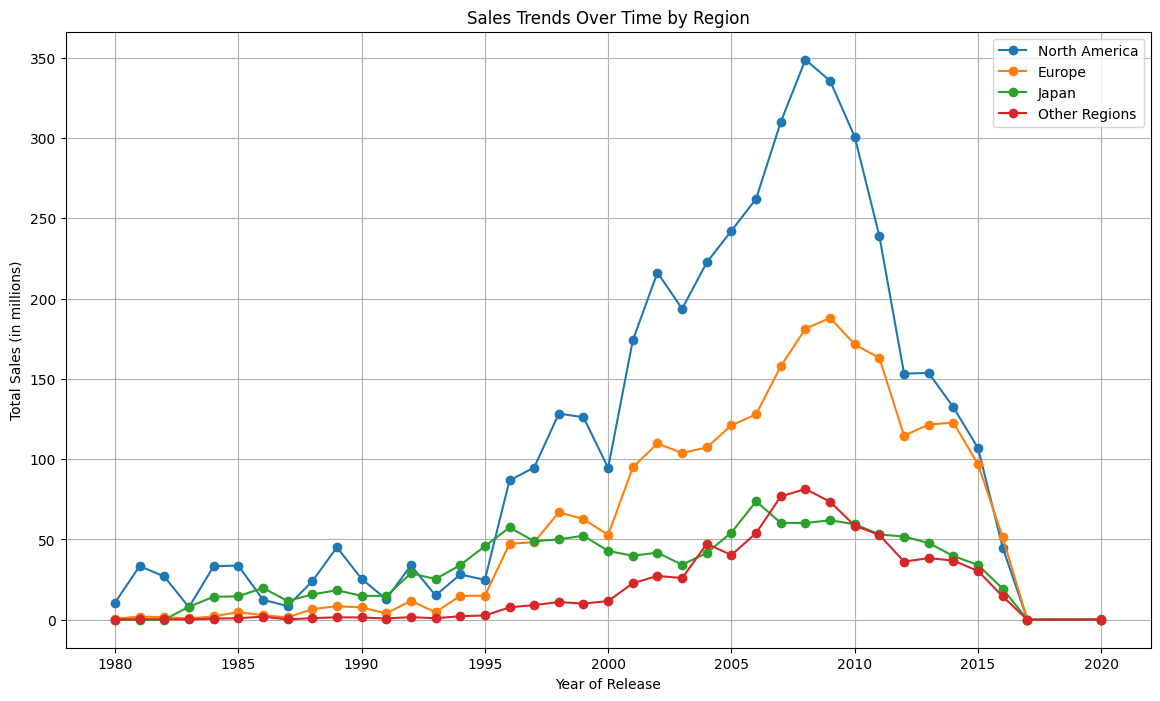 Sales Trends Over Time by Region
North America
Europe
Japan
Other Regions
Total Sales (in millions)
350
300
250
200
150
100
50
0
1980 1985 1990 1995 2000 2005 2010 2015 2020
Year of Release